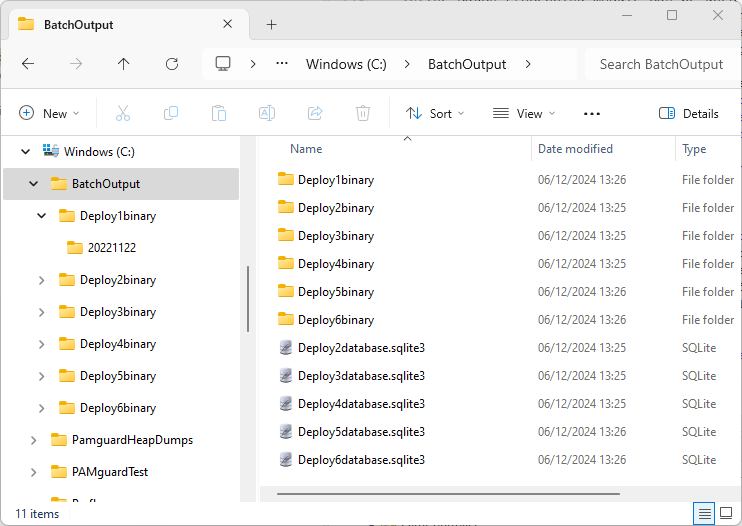 BatchOutput
Windows (C:) BatchOutput Search BatchOutput
New Sort View Details
Windows (C:)
BatchOutput
Deploy1binary
20221122
Deploy2binary
Deploy3binary
Deploy4binary
Deploy5binary
Deploy6binary
PamguardHeapDumps
PAMguardTest
Name Date modified Type
Deploy1binary 06/12/2024 13:26 File folder
Deploy2binary 06/12/2024 13:25 File folder
Deploy3binary 06/12/2024 13:26 File folder
Deploy4binary 06/12/2024 13:26 File folder
Deploy5binary 06/12/2024 13:26 File folder
Deploy6binary 06/12/2024 13:26 File folder
Deploy2database.sqlite3 06/12/2024 13:25 SQLite
Deploy3database.sqlite3 06/12/2024 13:25 SQLite
Deploy4database.sqlite3 06/12/2024 13:25 SQLite
Deploy5database.sqlite3 06/12/2024 13:26 SQLite
Deploy6database.sqlite3 06/12/2024 13:26 SQLite
11 items